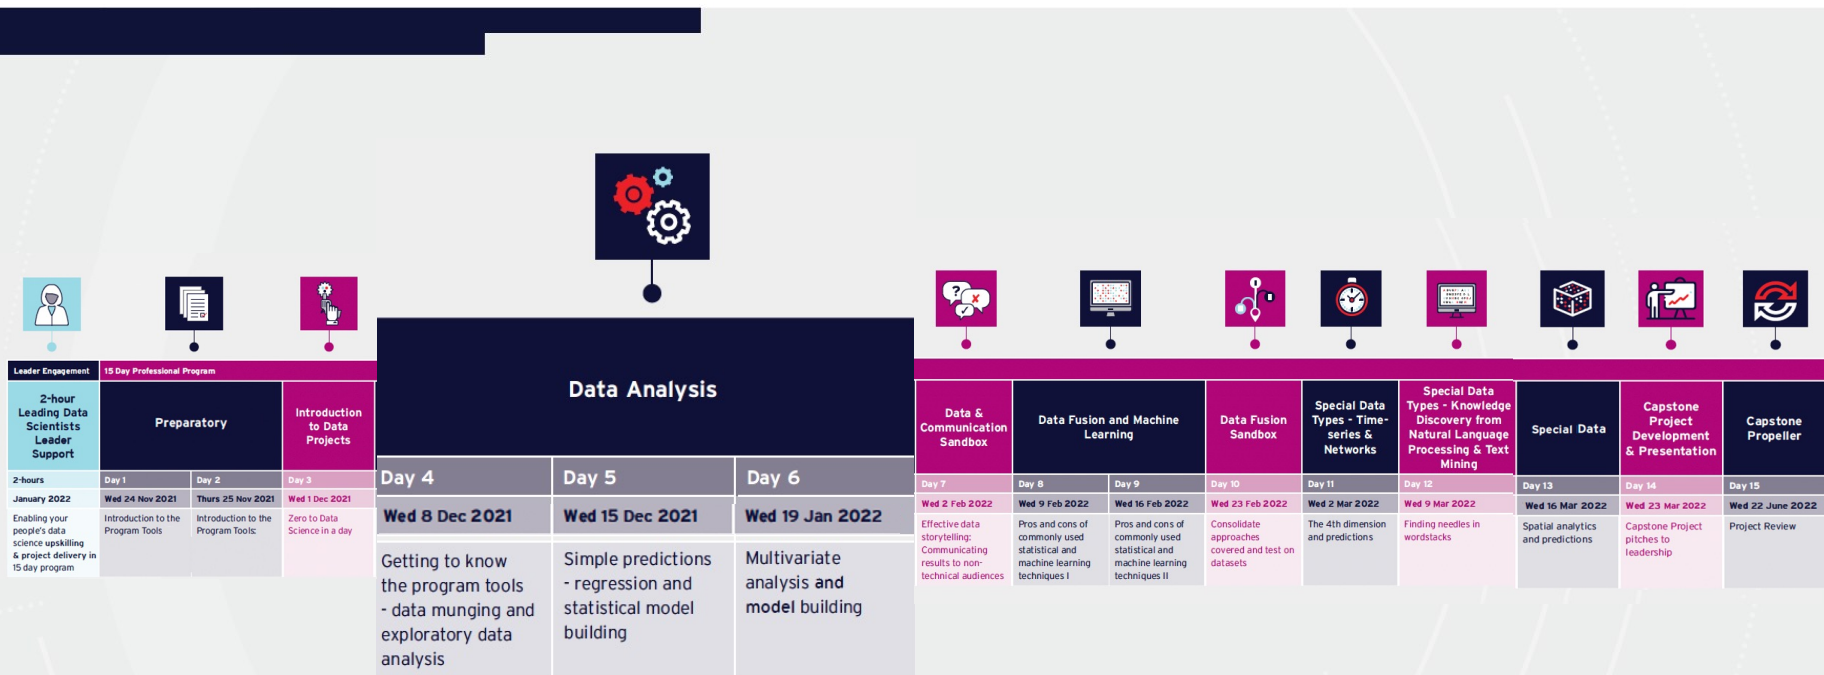 Leader Engagement
15 Day Professional Program
2-hour
Leading Data
Scientists
Leader
Support
Preparatory
Introduction
to Data
Projects
Data Analysis
Data &
Communication
Sandbox
Data Fusion and Machine
Learning
Data Fusion
Sandbox
Special Data
Types - Time-
series &
Networks
Special Data
Types - Knowledge
Discovery from
Natural Language
Processing & Text
Mining
Special Data
Capstone
Project
Development
& Presentation
Capstone
Propeller
2-hours
Day 1
Day 2
Day 3
Day 4
Day 5
Day 6
Day 7
Day 8
Day 9
Day 10
Day 11
Day 12
Day 13
Day 14
Day 15
January 2022
Wed 24 Nov 2021
Thurs 25 Nov 2021
Wed 1 Dec 2021
Wed 8 Dec 2021
Wed 15 Dec 2021
Wed 19 Jan 2022
Wed 2 Feb 2022
Wed 9 Feb 2022
Wed 16 Feb 2022
Wed 23 Feb 2022
Wed 2 Mar 2022
Wed 9 Mar 2022
Wed 16 Mar 2022
Wed 23 Mar 2022
Wed 22 June 2022
Enabling your
people's data
science upskilling
& project delivery in
15 day program
Introduction to the
Program Tools
Introduction to the
Program Tools:
Zero to Data
Science in a day
Getting to know
the program tools
- data munging and
exploratory data
analysis
Simple predictions
- regression and
statistical model
building
Multivariate
analysis and
model building
Effective data
storytelling:
Communicating
results to non-
technical audiences
Pros and cons of
commonly used
statistical and
machine learning
techniques I
Pros and cons of
commonly used
statistical and
machine learning
techniques II
Consolidate
approaches
covered and test on
datasets
The 4th dimension
and predictions
Finding needles in
wordstacks
Spatial analytics
and predictions
Capstone Project
pitches to
leadership
Project Review